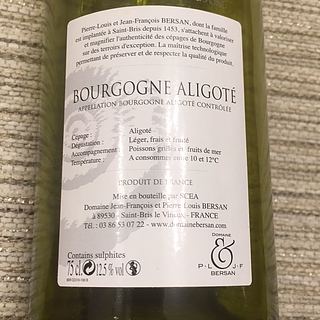 Pierre-Louis et Jean-François BERSAN, dont la famille
est implantée à Saint-Bris depuis 1453, s'attachent à valoriser
et magnifier l'authenticité des cépages de Bourgogne
sur des terroirs d'exception. La maîtrise technologique
permettant de préserver et de respecter la qualité du produit.
BOURGOGNE ALIGOTÉ
APPELLATION BOURGOGNE ALIGOTÉ CONTRÔLÉE
Cépage : Aligoté
Dégustation : Léger, frais et fruité
Accompagnement : Poissons grillés et fruits de mer
Température : A consommer entre 10 et 12°C
PRODUIT DE FRANCE
Mise en bouteille par SCEA
Domaine Jean-François et Pierre Louis BERSAN
à 89530 - Saint-Bris le Vineux - FRANCE
Tél : 03 86 53 07 22 - www.domainebersan.com
Contains sulphites
75 cl. 12.5 % vol
DOMAINE
P-L & J-F
BERSAN